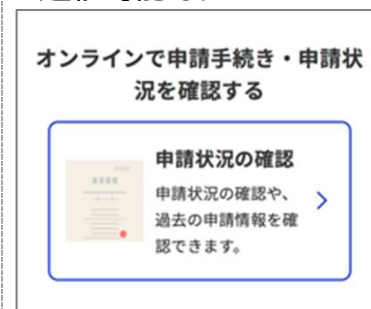 オンラインで申請手続き・申請状
況を確認する
申請状況の確認
申請状況の確認や、
過去の申請情報を確
認できます。